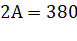 2A = 380